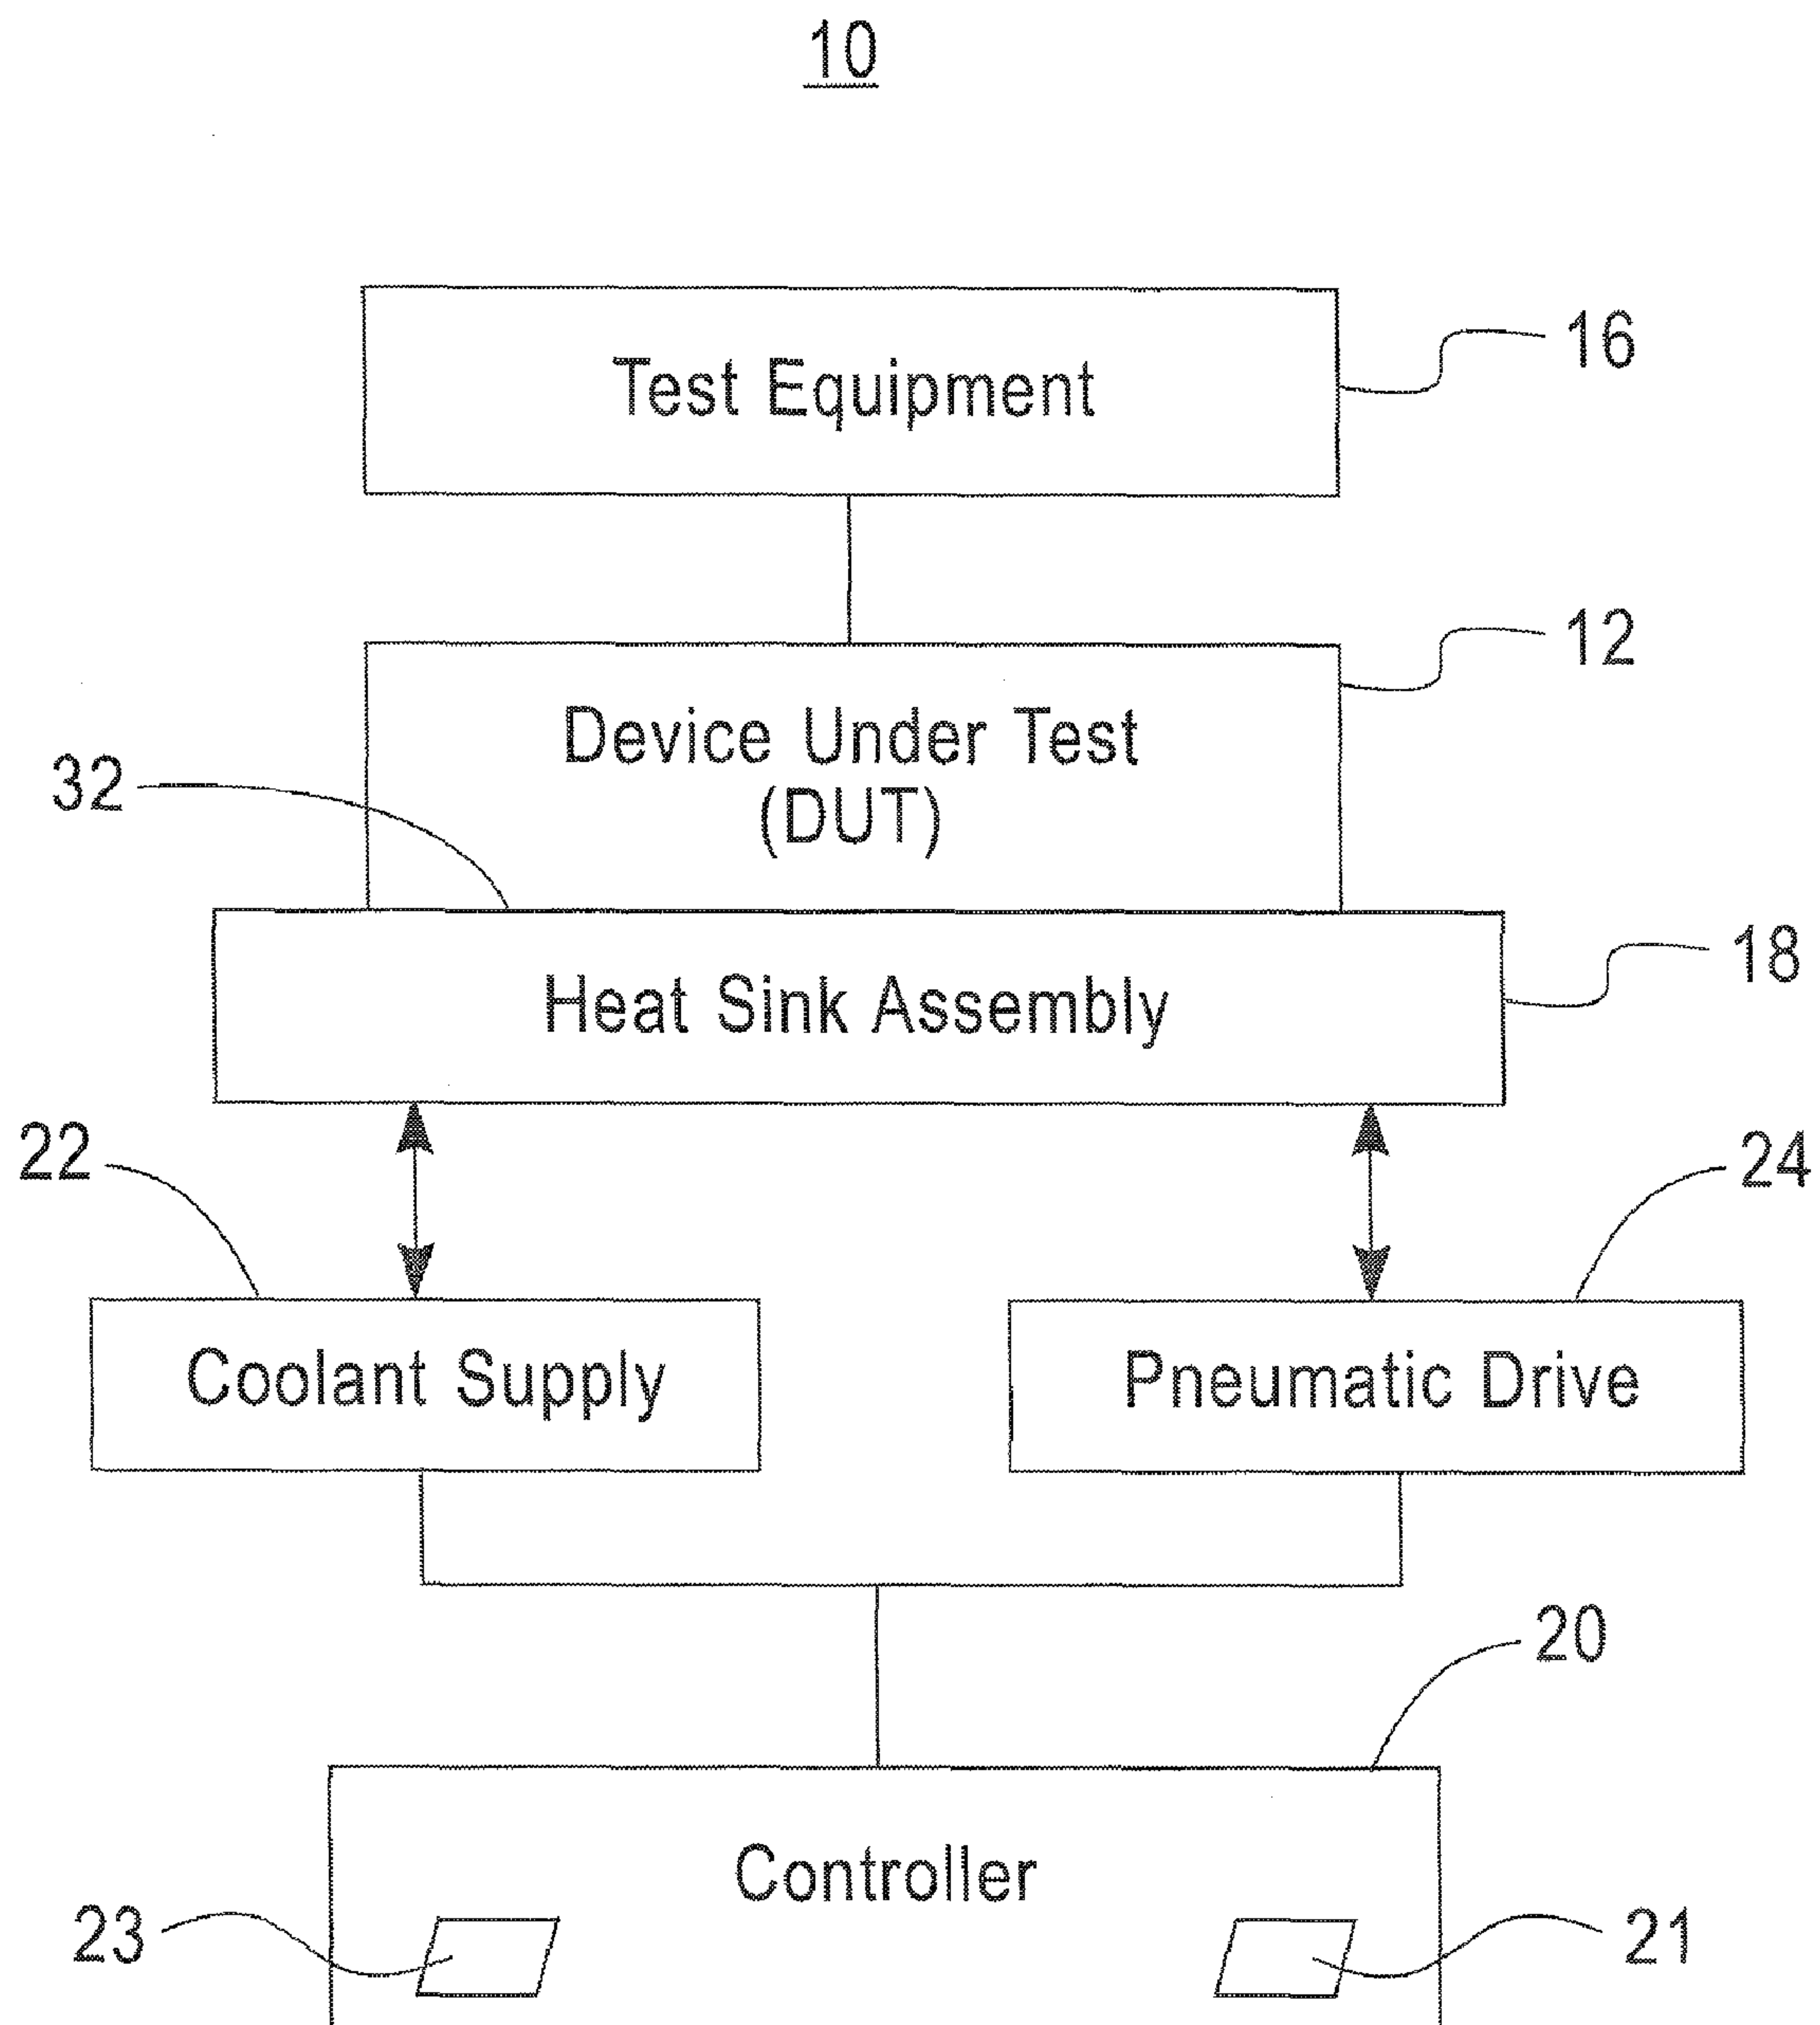 10
Test Equipment
16
12
Device Under Test
(DUT)
32
Heat Sink Assembly
18
22
24
Coolant Supply
Pneumatic Drive
20
Controller
23
21